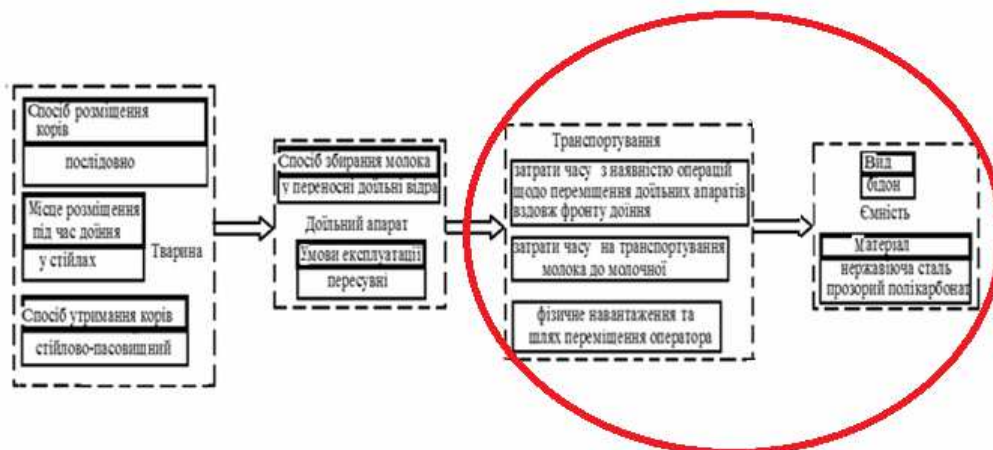 Спосіб розміщення
корів
послідовно
Місце розміщення
під час доїння
у стійлах
Тварина
Спосіб утримання корів
стійлово-пасовищний
Спосіб збирання молока
у переносні доїльні відра
Доїльний апарат
Умови експлуатації
пересувні
Транспортування
затрати часу з наявністю операцій
щодо переміщення доїльних апаратів
вздовж фронту доїння
затрати часу на транспортування
молока до молочної
фізичне навантаження та
шлях переміщення оператора
Вид
бідон
Ємність
Матеріал
нержавіюча сталь
прозорий полікарбонат